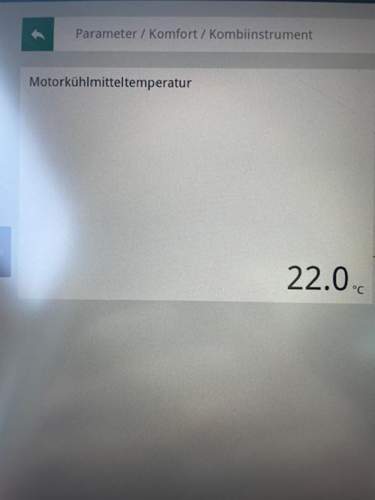 Parameter / Komfort / Kombiinstrument
Motorkühlmitteltemperatur
22.0 °C